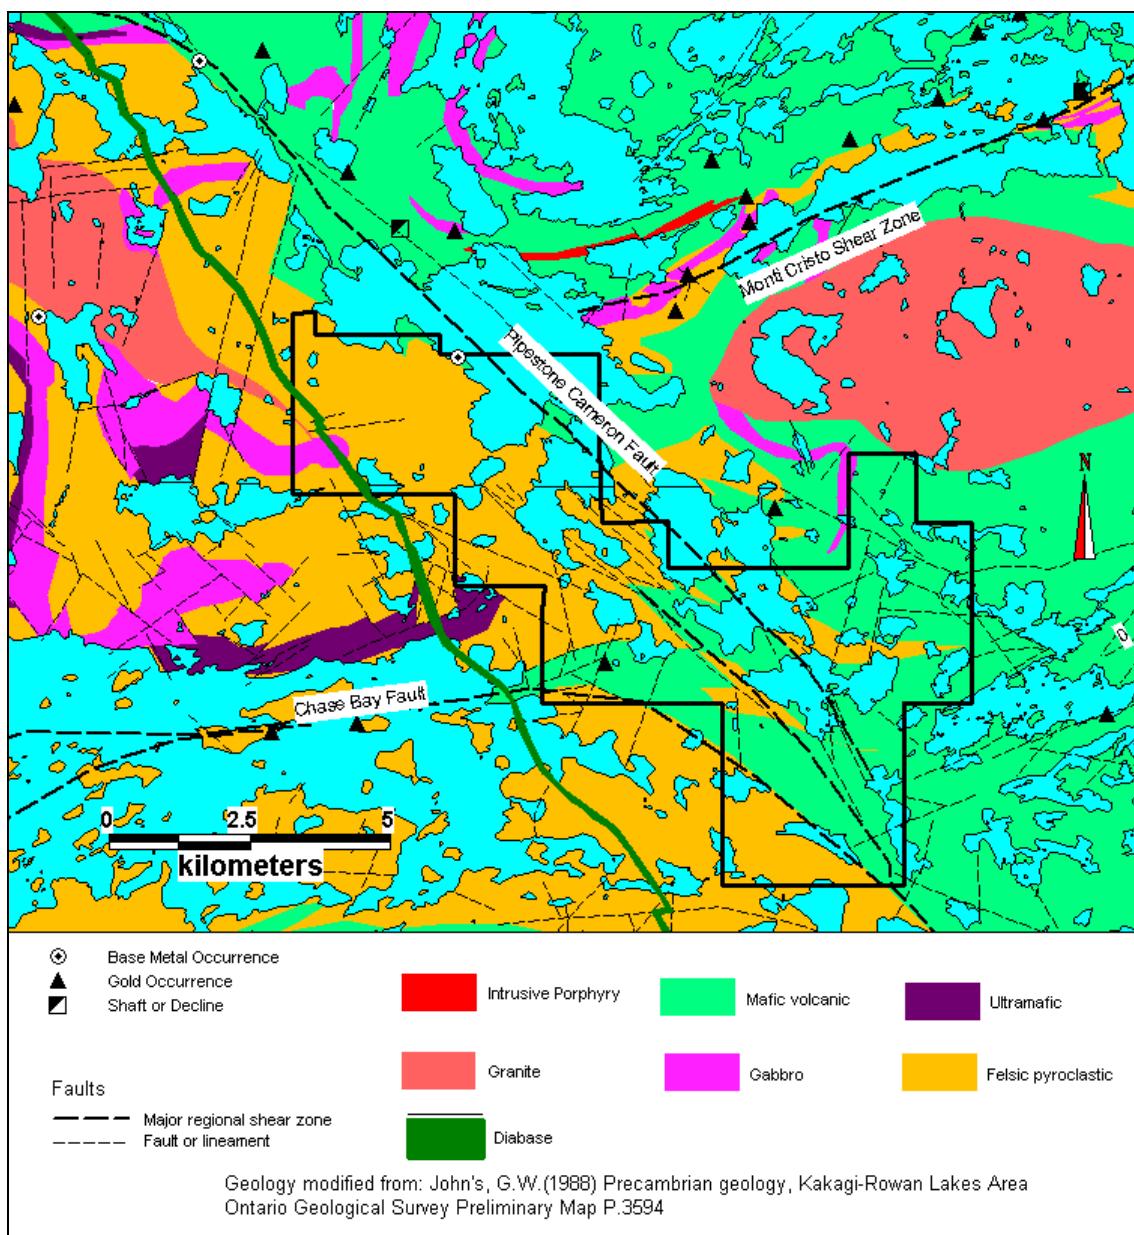 Monti Cristo Shear Zone
Pipestone Cameron Fault
N
Chase Bay Fault
0 2.5 5
kilometers
Base Metal Occurrence
Gold Occurrence
Shaft or Decline
Intrusive Porphyry
Mafic volcanic
Ultramafic
Granite
Gabbro
Felsic pyroclastic
Faults
Major regional shear zone
Fault or lineament
Diabase
Geology modified from: John's, G.W.(1988) Precambrian geology, Kakagi-Rowan Lakes Area
Ontario Geological Survey Preliminary Map P.3594